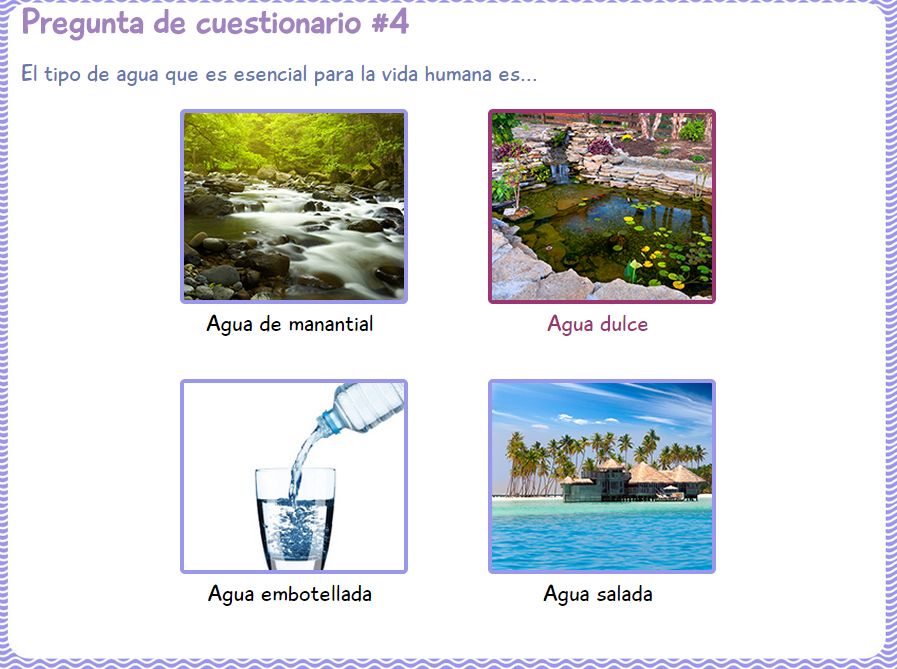 Pregunta de cuestionario #4
El tipo de agua que es esencial para la vida humana es...
Agua de manantial
Agua dulce
Agua embotellada
Agua salada